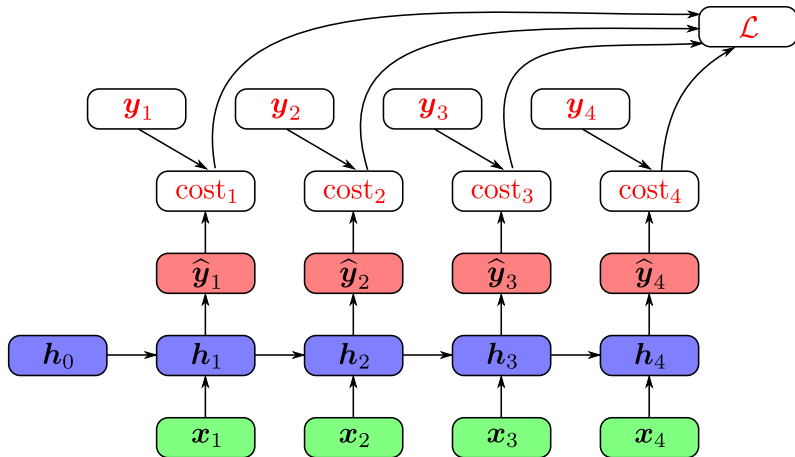 ℒ
y₁ y₂ y₃ y₄
cost₁ cost₂ cost₃ cost₄
ŷ₁ ŷ₂ ŷ₃ ŷ₄
h₀ h₁ h₂ h₃ h₄
x₁ x₂ x₃ x₄